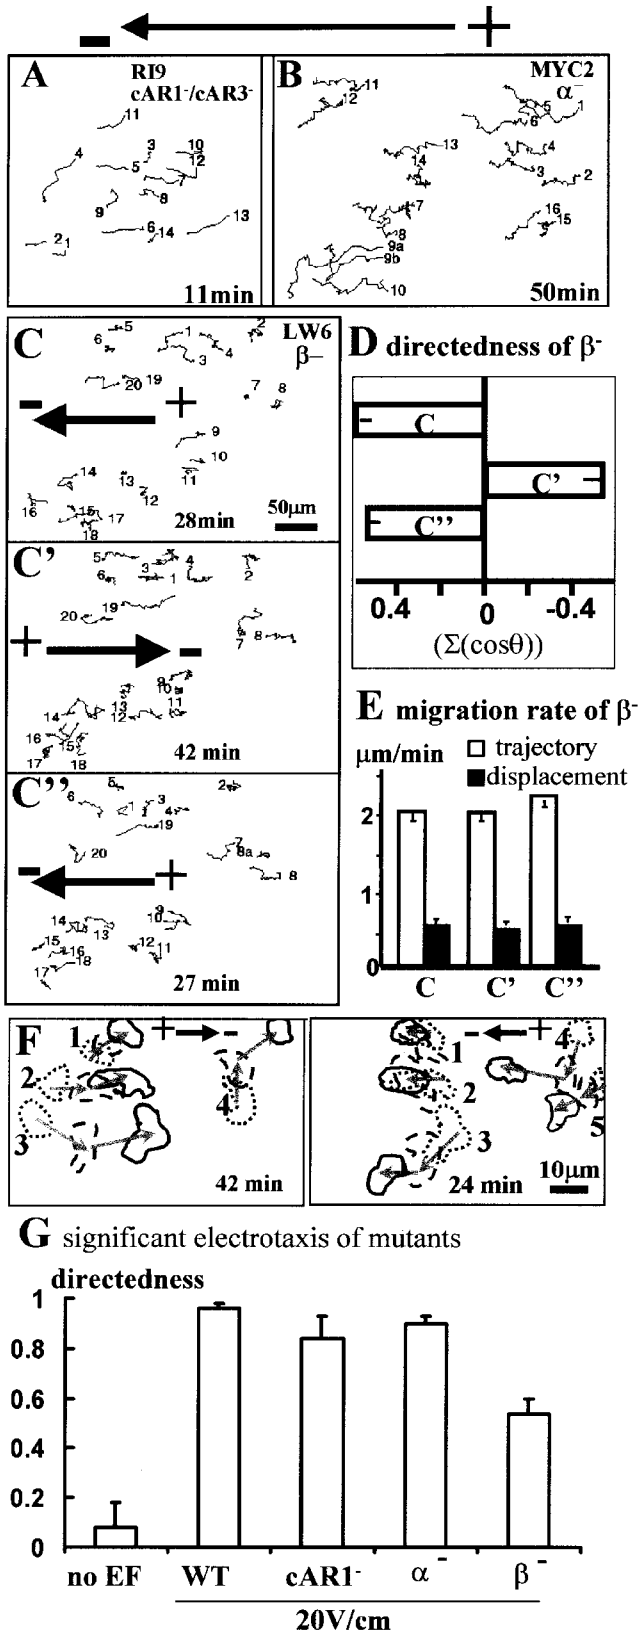 − +
A RI9
cAR1-/cAR3-
11
4 3 10
5 12
7
8
9
13
6 14
2 1
11min
B MYC2
α-
11
12
5 1
6
13 4
14 3
2
7 16
15
8
9a
9b
10
50min
C LW6
β-
5 1 2
6 4
3
20 19 7 8
− +
9
10
11
14 13
12
16 15 17
18
28min 50μm
C'
5 4
3
6 1 2
19
20
+ −
7 8
9
10
13 11
14 12
16 15
17 18
42 min
C''
5 2
6 1 3
4
19
20 7
8a
8
− +
9
14 10
13
15 12
16 11
17 18
27 min
D directedness of β-
C
C'
C''
0.4 0 -0.4
(Σ(cosθ))
E migration rate of β-
μm/min trajectory
displacement
2
1
0
C C' C''
F + −
1
2
4
3
42 min
− +
1 4
2
5
3
24 min 10μm
G significant electrotaxis of mutants
directedness
1
0.8
0.6
0.4
0.2
0
no EF WT cAR1- α- β-
20V/cm